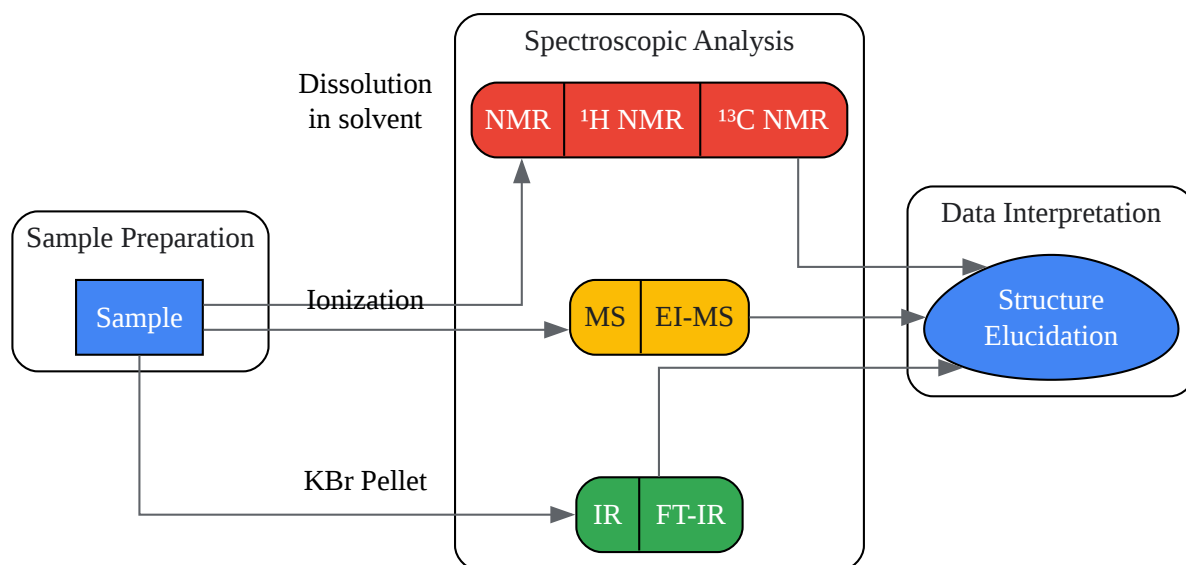 Spectroscopic Analysis
Dissolution
in solvent
NMR ¹H NMR ¹³C NMR
Sample Preparation
Data Interpretation
Sample
Ionization
MS EI-MS
Structure
Elucidation
KBr Pellet
IR FT-IR